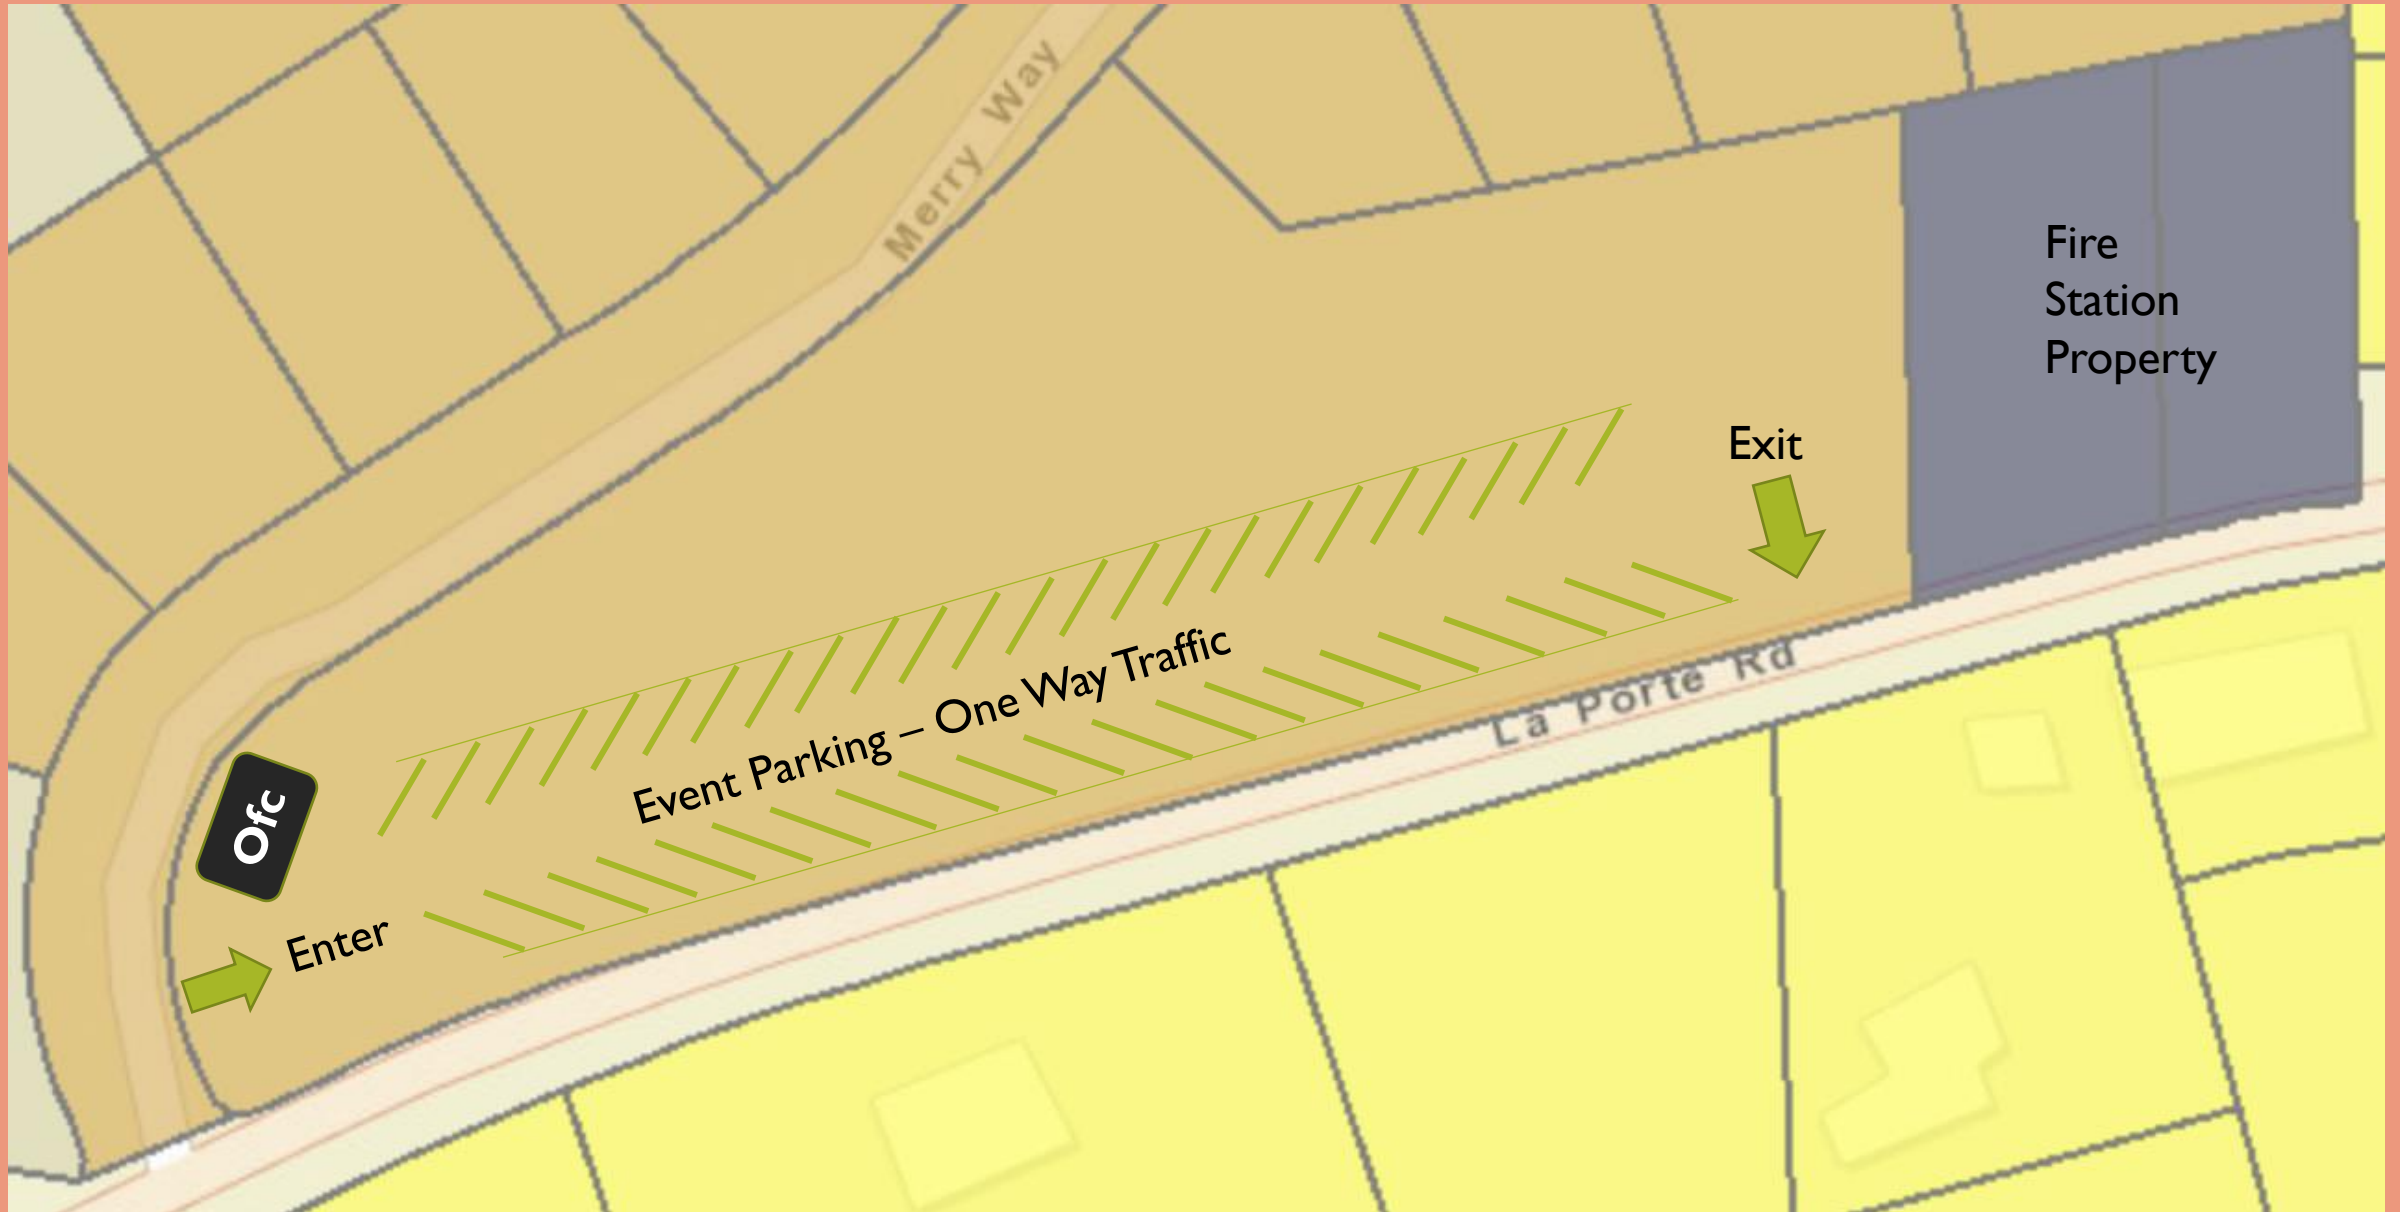 Merry Way
Fire
Station
Property
Exit
Event Parking – One Way Traffic
La Porte Rd
Ofc
Enter